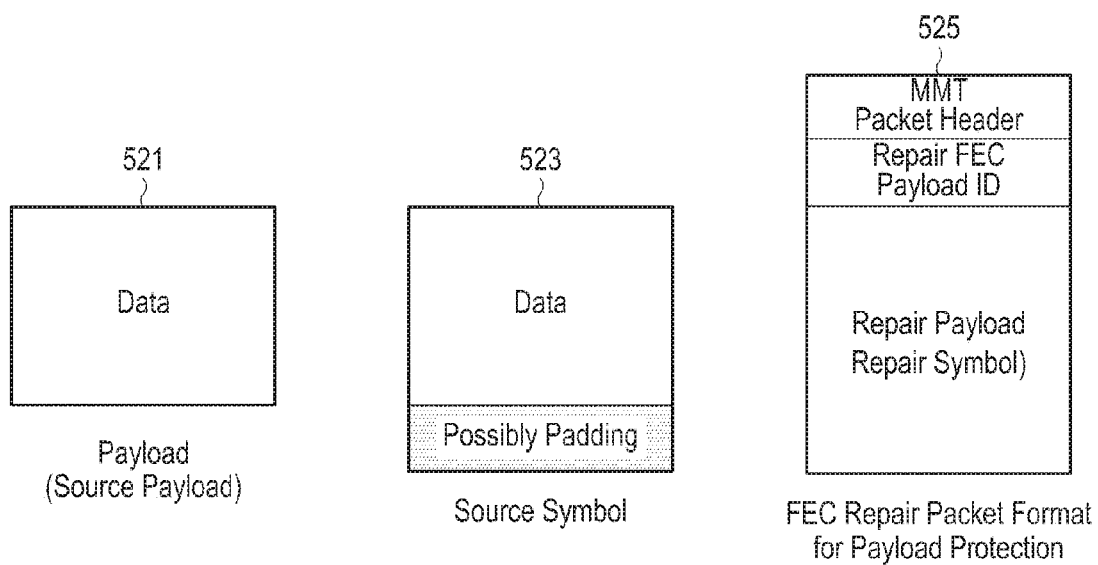 521
Data
Payload
(Source Payload)
523
Data
Possibly Padding
Source Symbol
525
MMT
Packet Header
Repair FEC
Payload ID
Repair Payload
Repair Symbol)
FEC Repair Packet Format
for Payload Protection